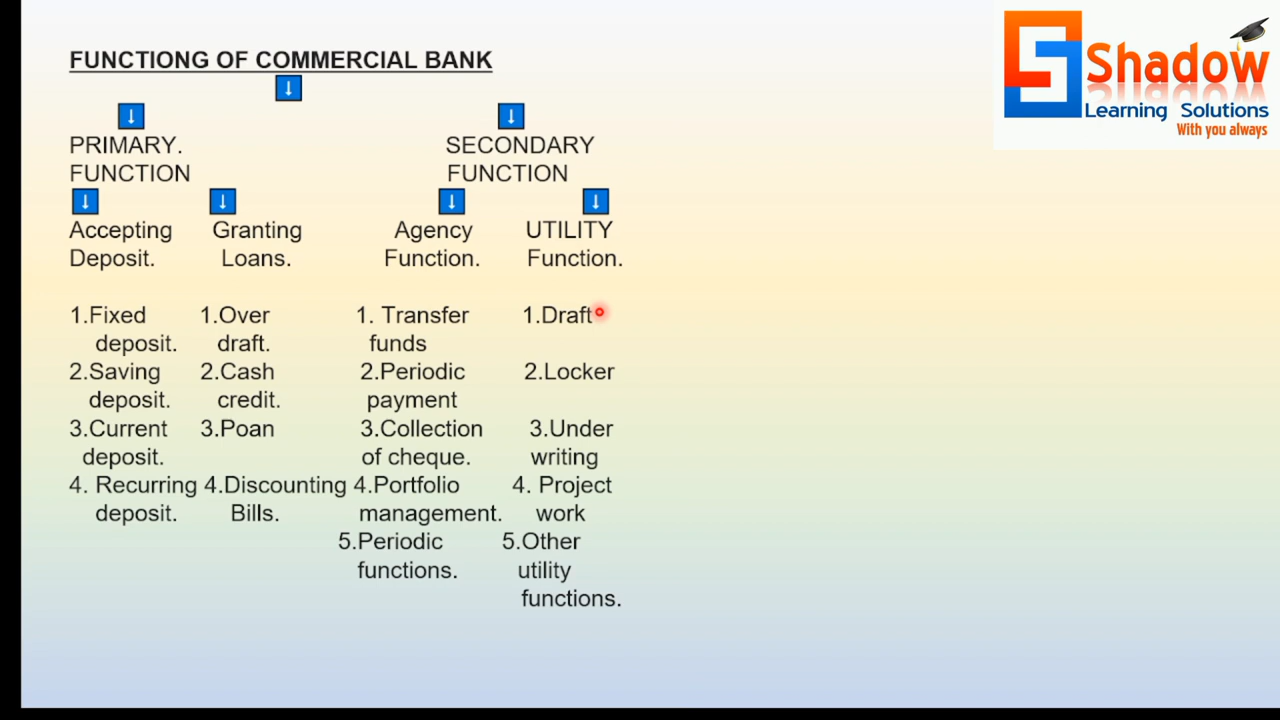 FUNCTIONG OF COMMERCIAL BANK
↓
↓ ↓
PRIMARY. SECONDARY
FUNCTION FUNCTION
↓ ↓ ↓ ↓
Accepting Granting Agency UTILITY
Deposit. Loans. Function. Function.
1.Fixed 1.Over 1. Transfer 1.Draft
deposit. draft. funds
2.Saving 2.Cash 2.Periodic 2.Locker
deposit. credit. payment
3.Current 3.Poan 3.Collection 3.Under
deposit. of cheque. writing
4. Recurring 4.Discounting 4.Portfolio 4. Project
deposit. Bills. management. work
5.Periodic 5.Other
functions. utility
functions.
Shadow
Learning Solutions
With you always